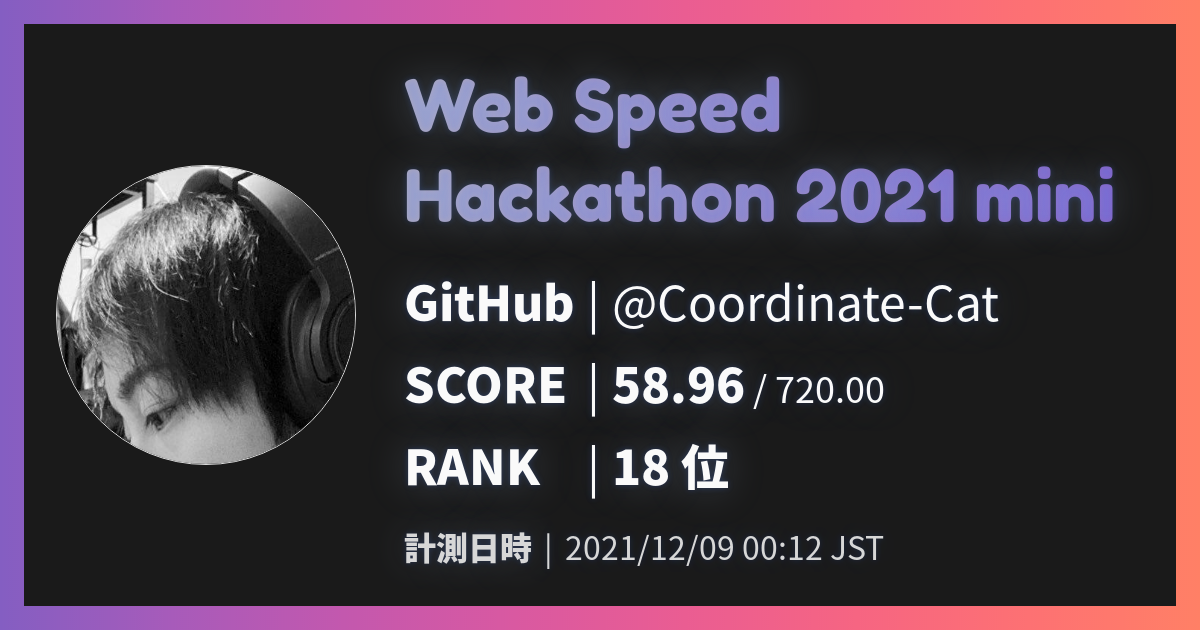 Web Speed
Hackathon 2021 mini
GitHub | @Coordinate-Cat
SCORE | 58.96 / 720.00
RANK | 18 位
計測日時 | 2021/12/09 00:12 JST